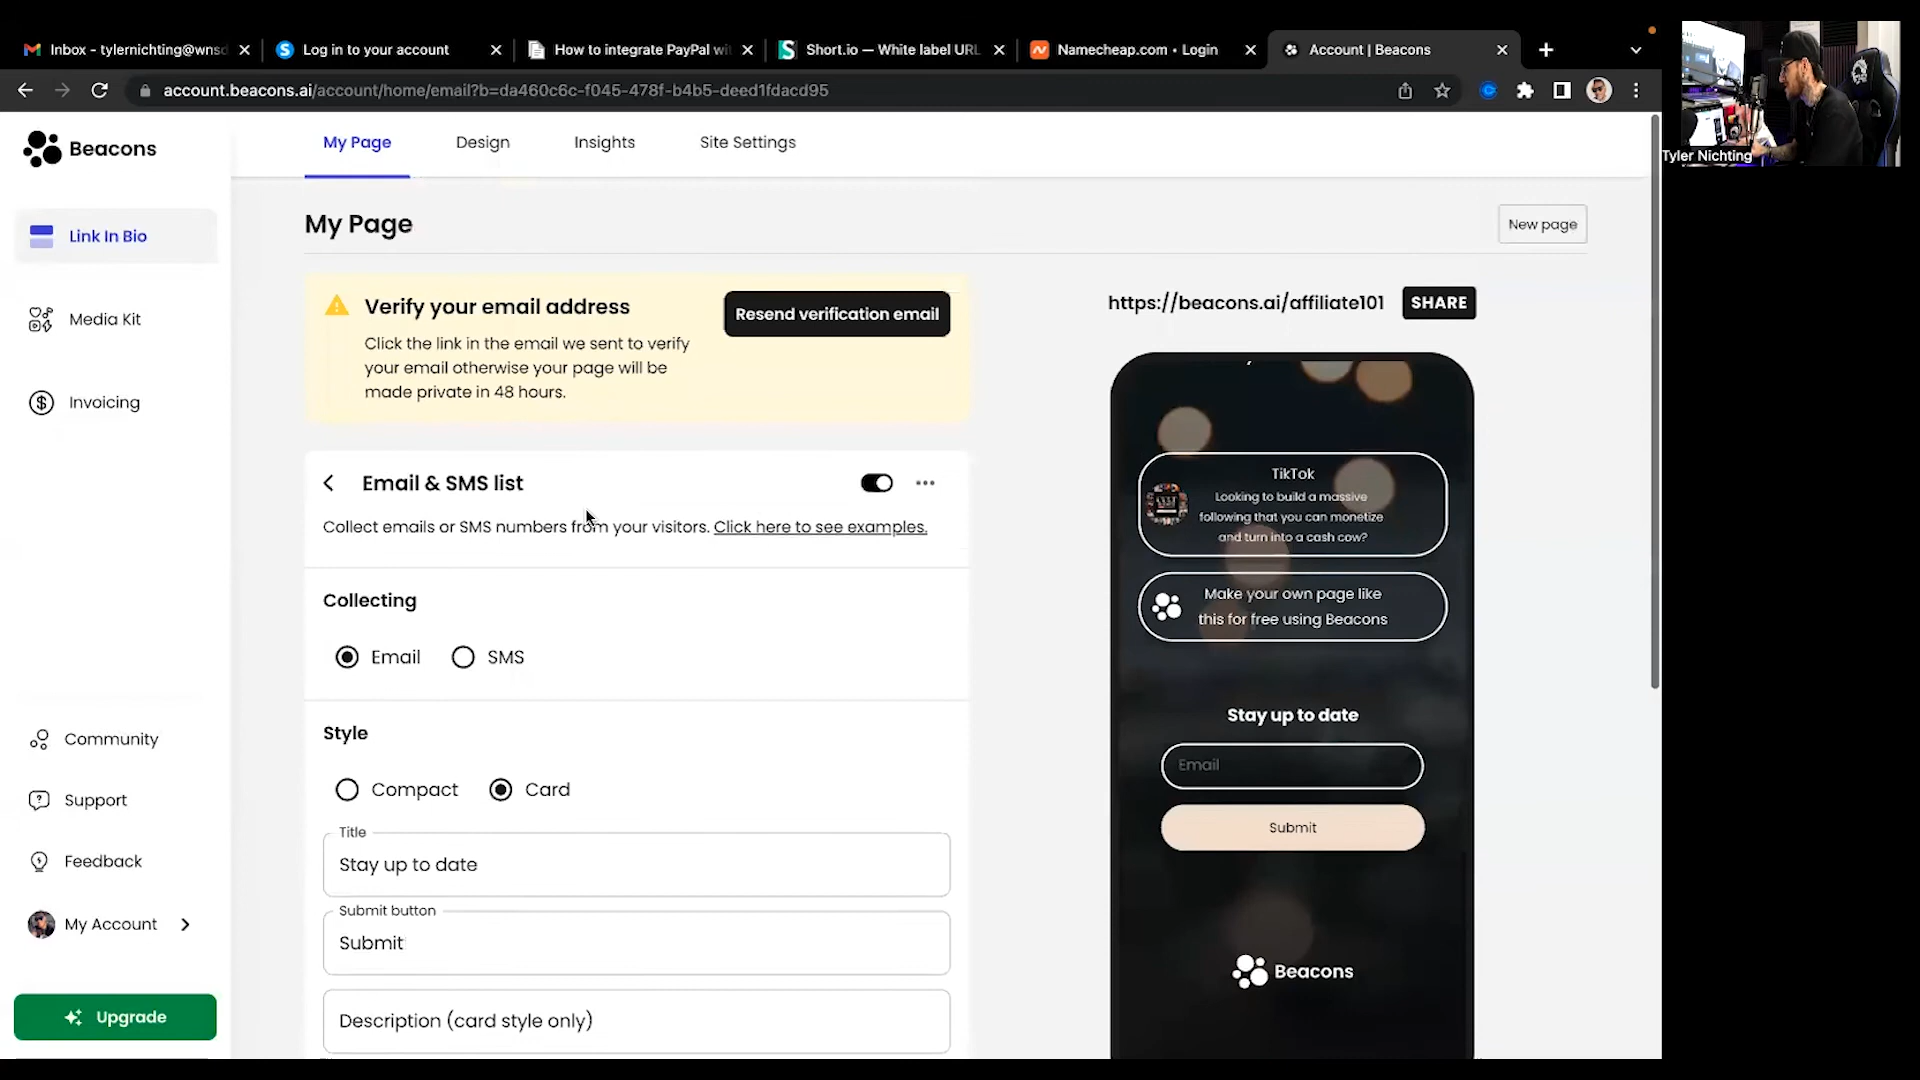 Inbox - tylernichting@wnsd
Log in to your account
How to integrate PayPal wit
Short.io — White label URL
Namecheap.com • Login
Account | Beacons
account.beacons.ai/account/home/email?b=da460c6c-f045-478f-b4b5-deed1fdacd95
Tyler Nichting
Beacons
My Page
Design
Insights
Site Settings
Link In Bio
Media Kit
Invoicing
Community
Support
Feedback
My Account
Upgrade
My Page
New page
Verify your email address
Click the link in the email we sent to verify
your email otherwise your page will be
made private in 48 hours.
Resend verification email
Email & SMS list
Collect emails or SMS numbers from your visitors. Click here to see examples.
Collecting
Email
SMS
Style
Compact
Card
Title
Stay up to date
Submit button
Submit
Description (card style only)
https://beacons.ai/affiliate101
SHARE
TikTok
Looking to build a massive
following that you can monetize
and turn into a cash cow?
Make your own page like
this for free using Beacons
Stay up to date
Email
Submit
Beacons